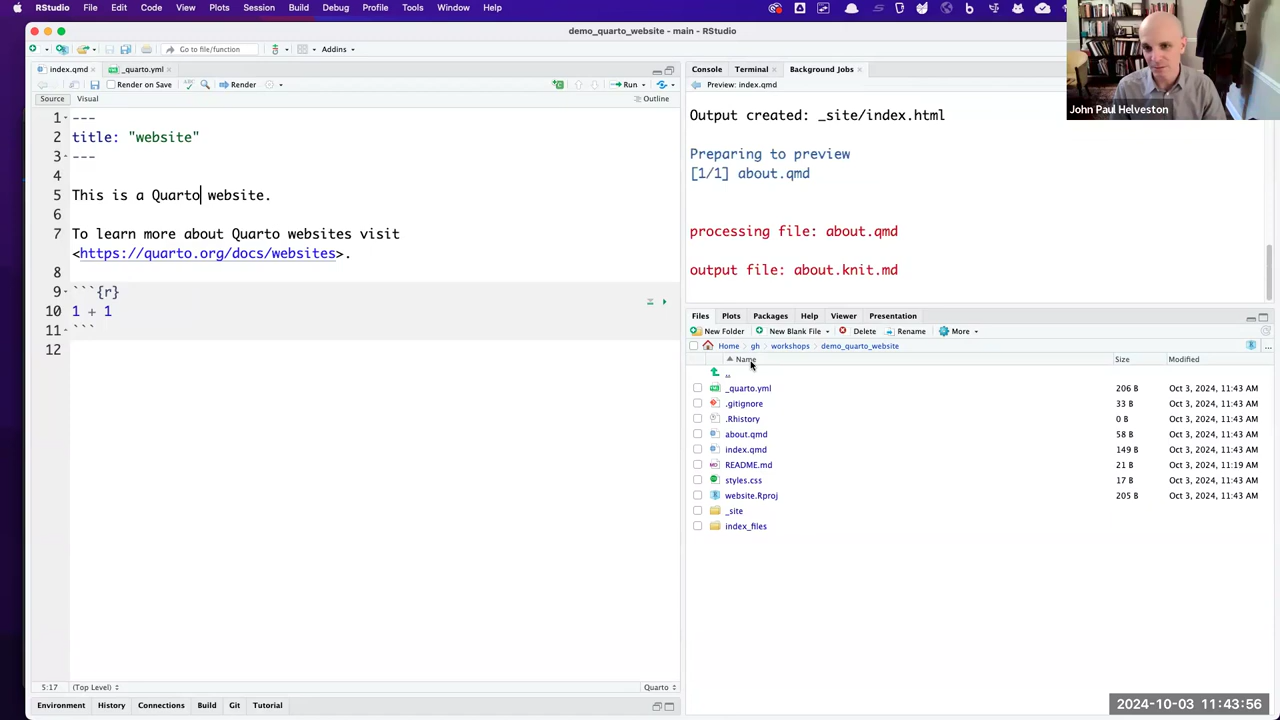 RStudio File Edit Code View Plots Session Build Debug Profile Tools Window Help
demo_quarto_website - main - RStudio
Go to file/function Addins
index.qmd _quarto.yml
Render on Save Render Run
Source Visual Outline
1 ---
2 title: "website"
3 ---
4
5 This is a Quarto website.
6
7 To learn more about Quarto websites visit
<https://quarto.org/docs/websites>.
8
9 ```{r}
10 1 + 1
11 ```
12
5:17 (Top Level) Quarto
Environment History Connections Build Git Tutorial
Console Terminal Background Jobs
Preview: index.qmd
Output created: _site/index.html
Preparing to preview
[1/1] about.qmd
processing file: about.qmd
output file: about.knit.md
Files Plots Packages Help Viewer Presentation
New Folder New Blank File Delete Rename More
Home gh workshops demo_quarto_website
Name Size Modified
..
_quarto.yml 206 B Oct 3, 2024, 11:43 AM
.gitignore 33 B Oct 3, 2024, 11:43 AM
.Rhistory 0 B Oct 3, 2024, 11:43 AM
about.qmd 58 B Oct 3, 2024, 11:43 AM
index.qmd 149 B Oct 3, 2024, 11:43 AM
README.md 21 B Oct 3, 2024, 11:19 AM
styles.css 17 B Oct 3, 2024, 11:43 AM
website.Rproj 205 B Oct 3, 2024, 11:43 AM
_site
index_files
John Paul Helveston
2024-10-03 11:43:56